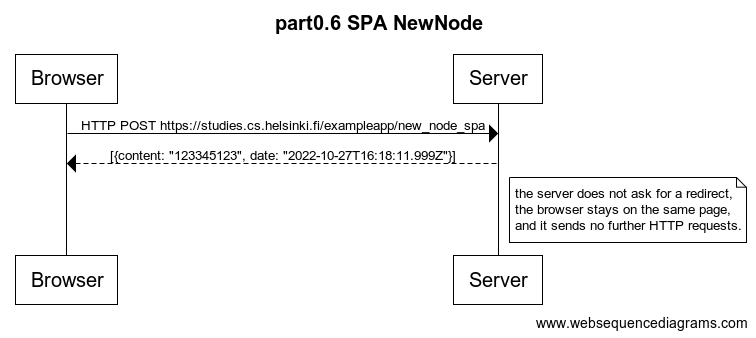 part0.6 SPA NewNode
Browser
Server
HTTP POST https://studies.cs.helsinki.fi/exampleapp/new_node_spa
[{content: "123345123", date: "2022-10-27T16:18:11.999Z"}]
the server does not ask for a redirect,
the browser stays on the same page,
and it sends no further HTTP requests.
Browser
Server
www.websequencediagrams.com